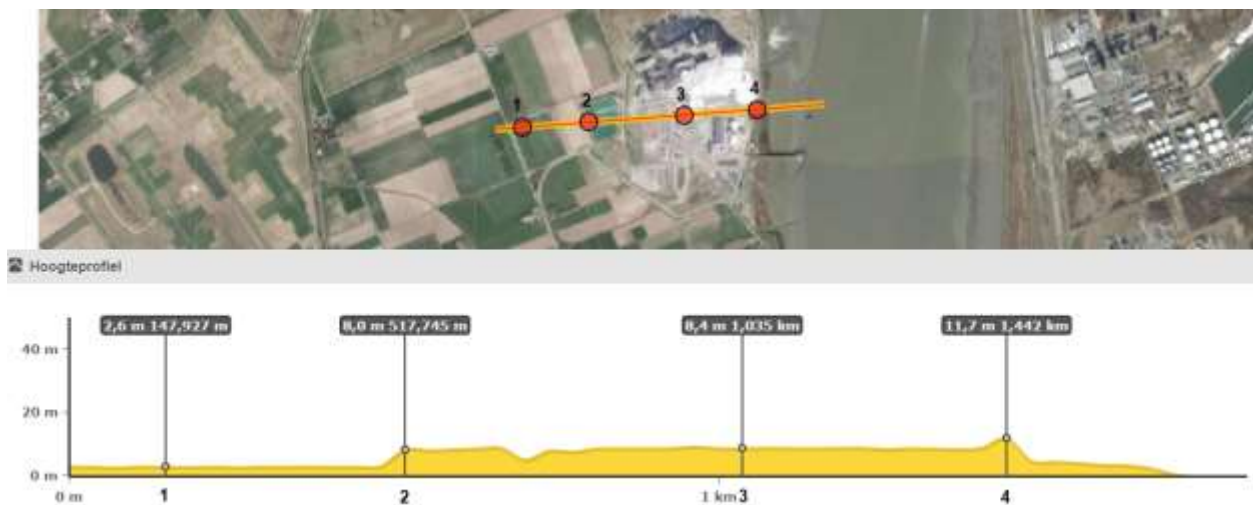 1 2 3 4
Hoogteprofiel
2,6 m 147,927 m 8,0 m 517,745 m 8,4 m 1,035 km 11,7 m 1,442 km
40 m
20 m
0 m
0 m 1 2 1 km 3 4